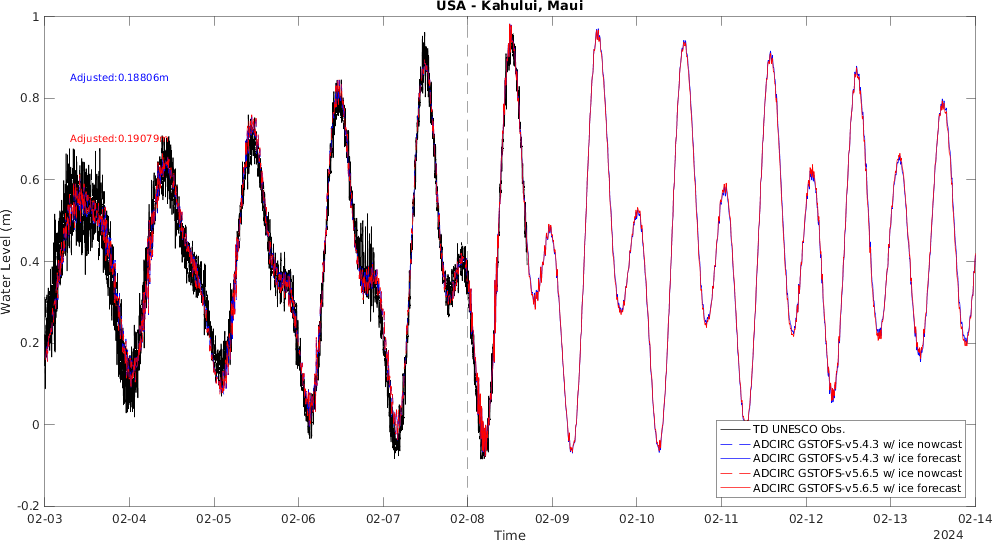 USA - Kahului, Maui
1
0.8
0.6
0.4
0.2
0
-0.2
Water Level (m)
Adjusted:0.18806m
Adjusted:0.19079m
TD UNESCO Obs.
ADCIRC GSTOFS-v5.4.3 w/ ice nowcast
ADCIRC GSTOFS-v5.4.3 w/ ice forecast
ADCIRC GSTOFS-v5.6.5 w/ ice nowcast
ADCIRC GSTOFS-v5.6.5 w/ ice forecast
02-03 02-04 02-05 02-06 02-07 02-08 02-09 02-10 02-11 02-12 02-13 02-14
Time
2024